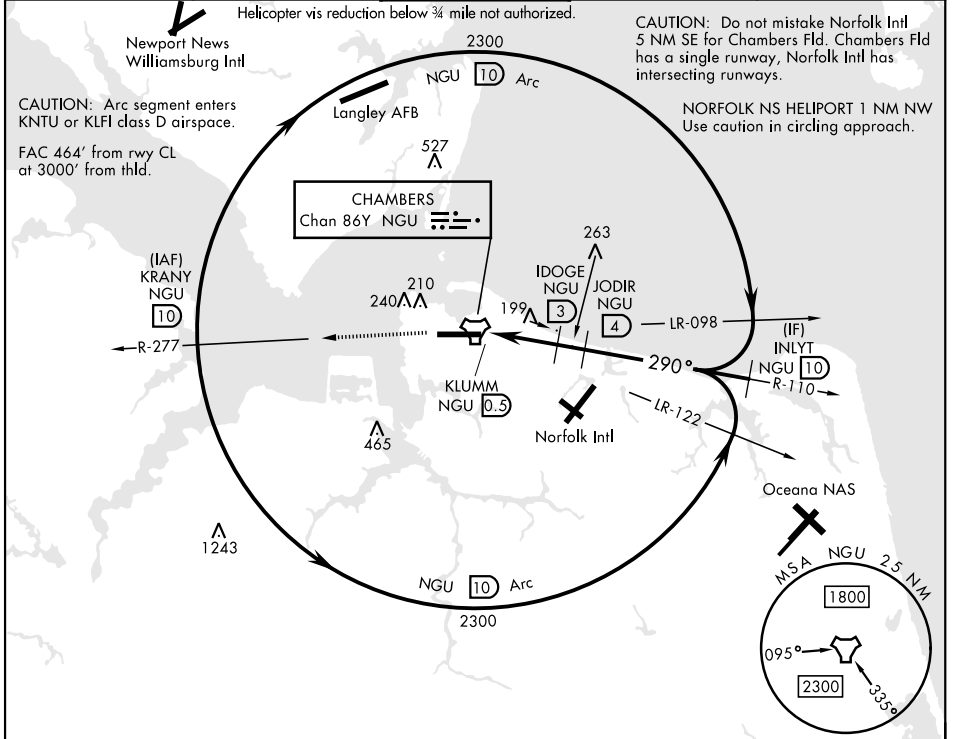 Helicopter vis reduction below ¾ mile not authorized.
Newport News
Williamsburg Intl
CAUTION: Do not mistake Norfolk Intl
5 NM SE for Chambers Fld. Chambers Fld
has a single runway, Norfolk Intl has
intersecting runways.
NORFOLK NS HELIPORT 1 NM NW
Use caution in circling approach.
CAUTION: Arc segment enters
KNTU or KLFI class D airspace.
FAC 464' from rwy CL
at 3000' from thld.
2300
NGU 10 Arc
Langley AFB
527
CHAMBERS
Chan 86Y NGU
(IAF)
KRANY
NGU
10
R-277
240
210
199
263
IDOGE
NGU
3
JODIR
NGU
4
LR-098
(IF)
INLYT
NGU 10
R-110
290°
LR-122
KLUMM
NGU 0.5
Norfolk Intl
465
1243
Oceana NAS
NGU 10 Arc
2300
MSA NGU 25 NM
1800
095°
2300
335°